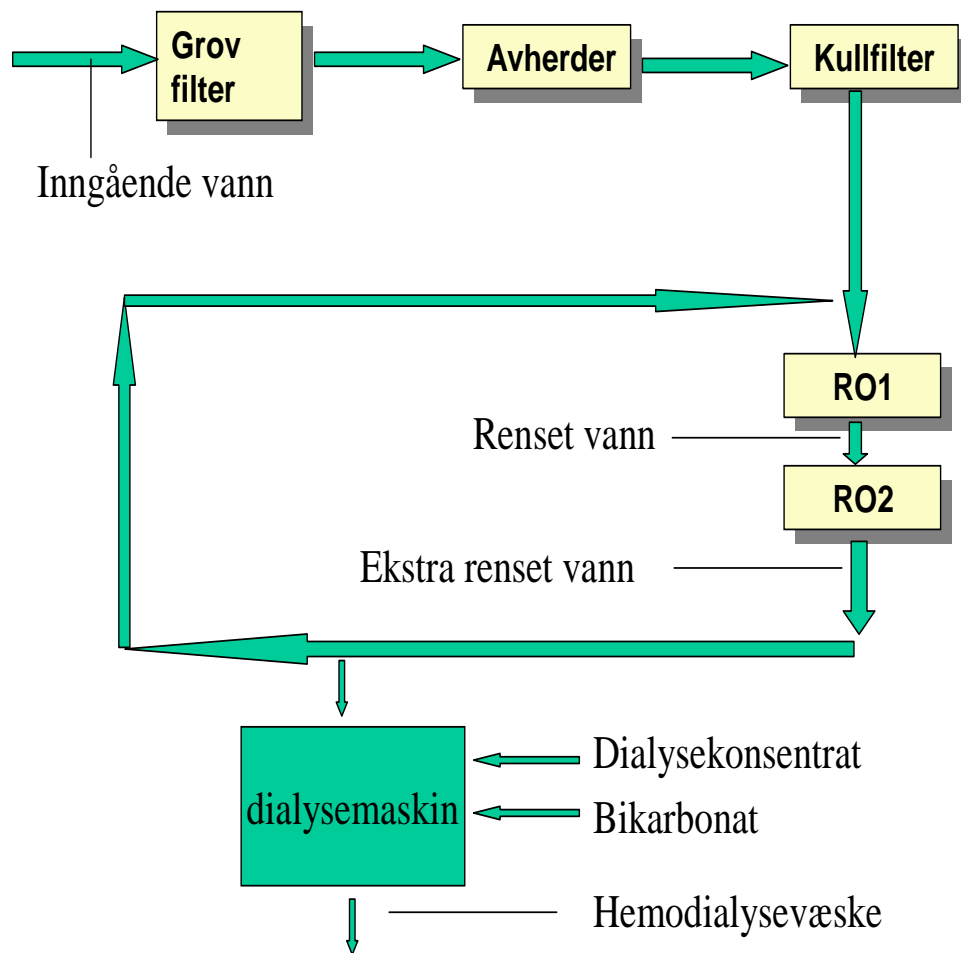 Grov
filter
Avherder
Kullfilter
Inngående vann
RO1
Renset vann
RO2
Ekstra renset vann
dialysemaskin
Dialysekonsentrat
Bikarbonat
Hemodialysevæske